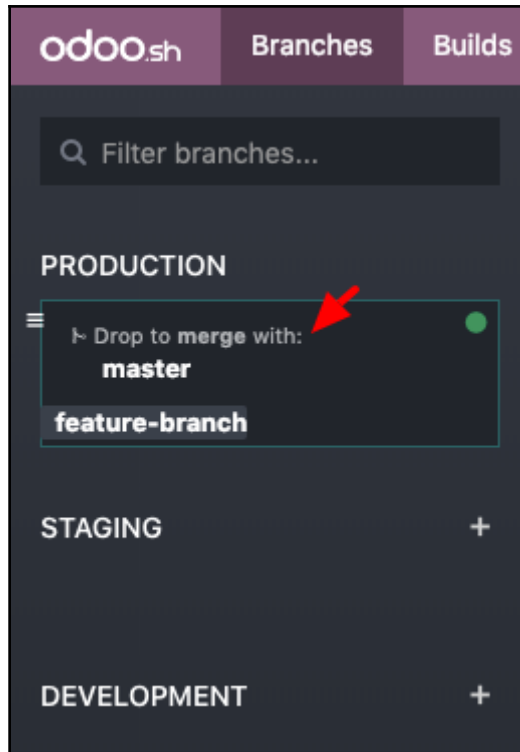 odoo.sh Branches Builds
Filter branches...
PRODUCTION
Drop to merge with:
master
feature-branch
STAGING +
DEVELOPMENT +